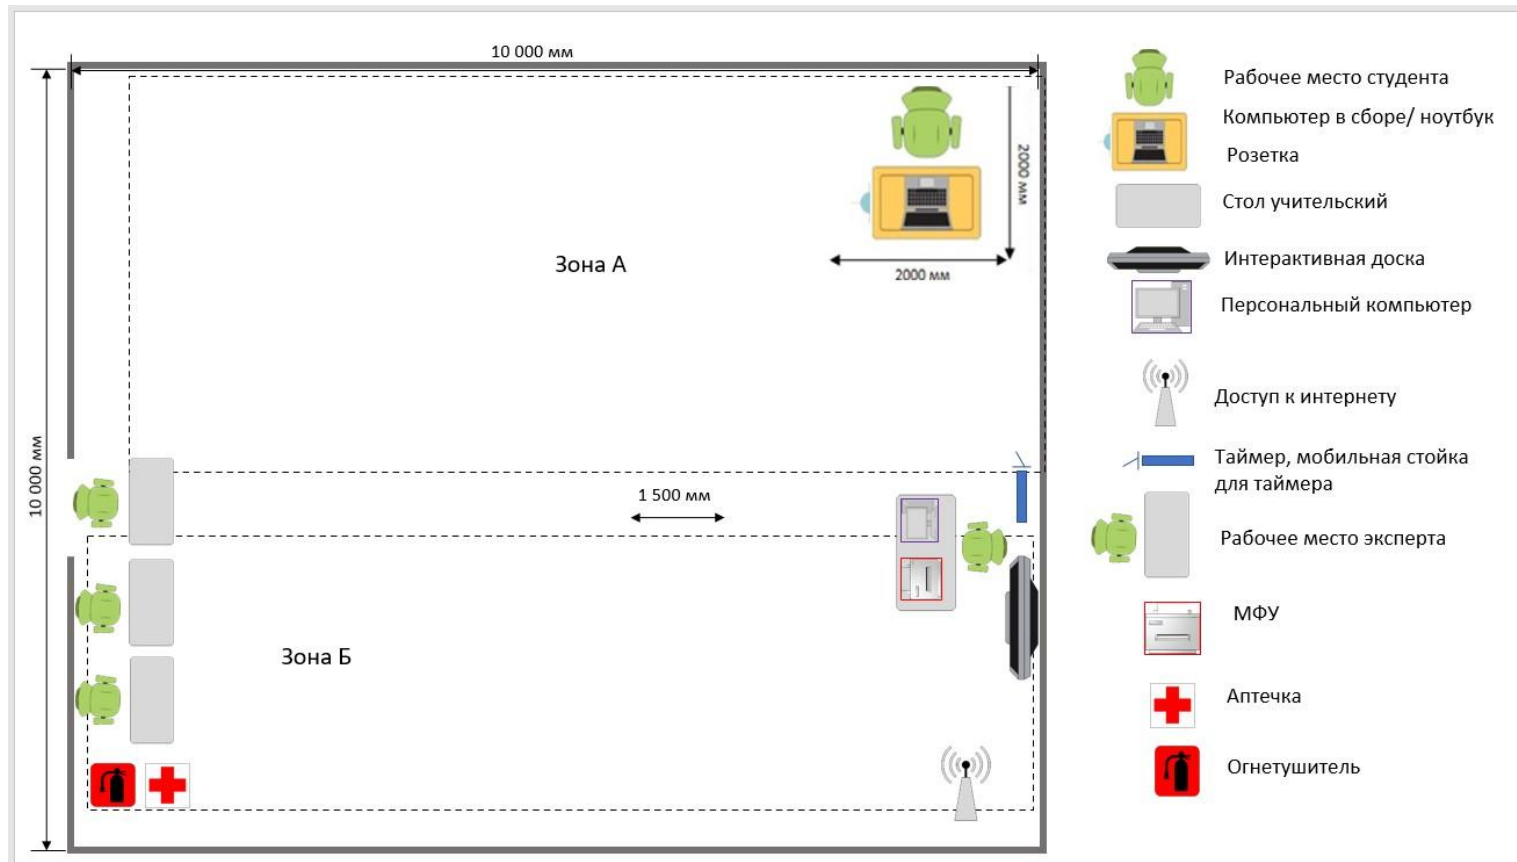 10 000 мм
10 000 мм
2000 мм
2000 мм
Зона А
1 500 мм
Зона Б
Рабочее место студента
Компьютер в сборе/ ноутбук
Розетка
Стол учительский
Интерактивная доска
Персональный компьютер
Доступ к интернету
Таймер, мобильная стойка
для таймера
Рабочее место эксперта
МФУ
Аптечка
Огнетушитель